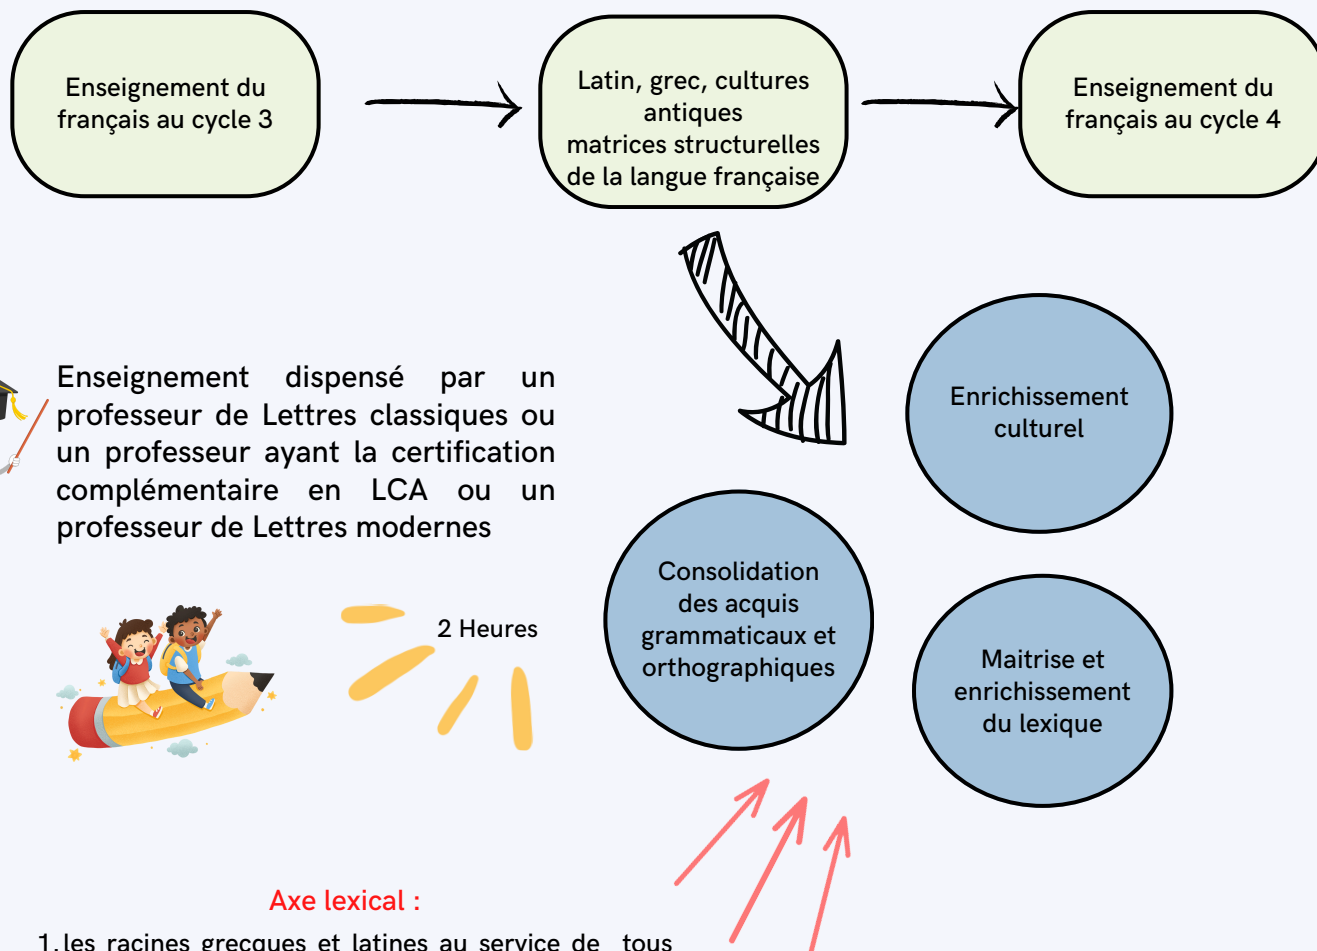 Enseignement du
français au cycle 3
Latin, grec, cultures
antiques
matrices structurelles
de la langue française
Enseignement du
français au cycle 4
Enseignement dispensé par un
professeur de Lettres classiques ou
un professeur ayant la certification
complémentaire en LCA ou un
professeur de Lettres modernes
2 Heures
Enrichissement
culturel
Consolidation
des acquis
grammaticaux et
orthographiques
Maitrise et
enrichissement
du lexique
Axe lexical :
1. les racines grecques et latines au service de tous